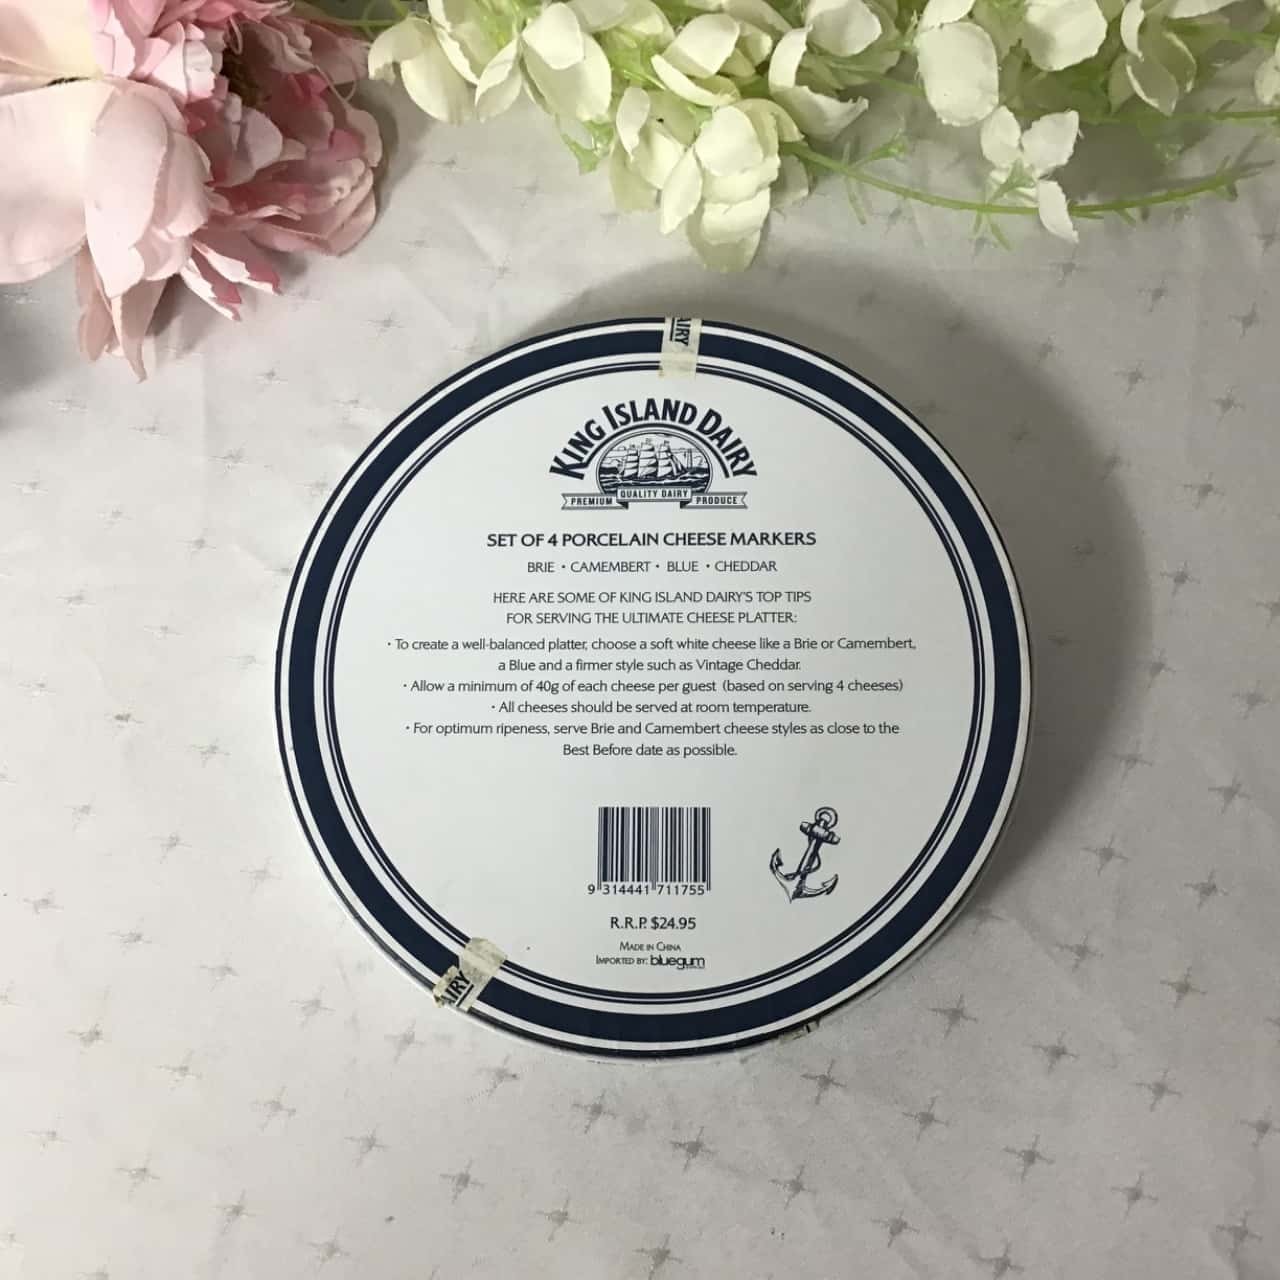 AIRY
KING ISLAND DAIRY
PREMIUM QUALITY DAIRY PRODUCE
SET OF 4 PORCELAIN CHEESE MARKERS
BRIE • CAMEMBERT • BLUE • CHEDDAR
HERE ARE SOME OF KING ISLAND DAIRY'S TOP TIPS
FOR SERVING THE ULTIMATE CHEESE PLATTER:
• To create a well-balanced platter, choose a soft white cheese like a Brie or Camembert,
a Blue and a firmer style such as Vintage Cheddar.
• Allow a minimum of 40g of each cheese per guest (based on serving 4 cheeses)
• All cheeses should be served at room temperature.
• For optimum ripeness, serve Brie and Camembert cheese styles as close to the
Best Before date as possible.
9 314441 711755
R.R.P. $24.95
MADE IN CHINA
IMPORTED BY: bluegum
AIRY